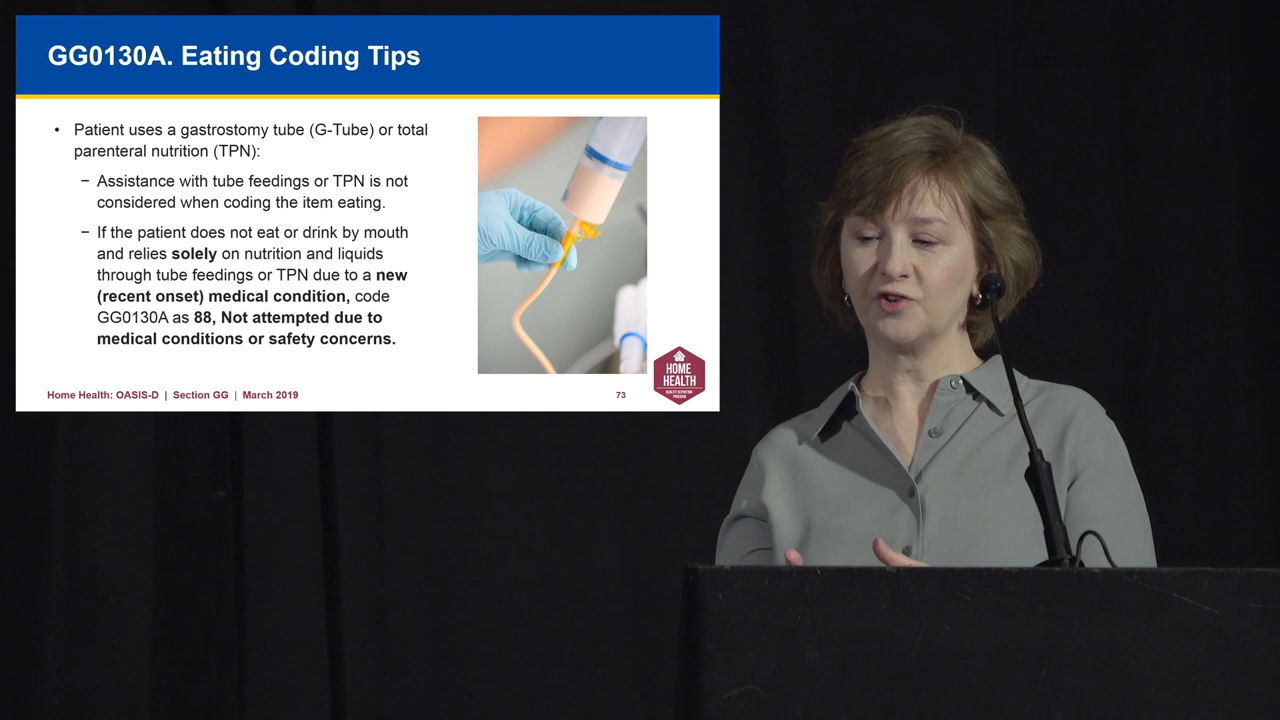 GG0130A. Eating Coding Tips
• Patient uses a gastrostomy tube (G-Tube) or total
parenteral nutrition (TPN):
− Assistance with tube feedings or TPN is not
considered when coding the item eating.
− If the patient does not eat or drink by mouth
and relies solely on nutrition and liquids
through tube feedings or TPN due to a new
(recent onset) medical condition, code
GG0130A as 88, Not attempted due to
medical conditions or safety concerns.
HOME
HEALTH
QUALITY REPORTING
PROGRAM
Home Health: OASIS-D | Section GG | March 2019
73